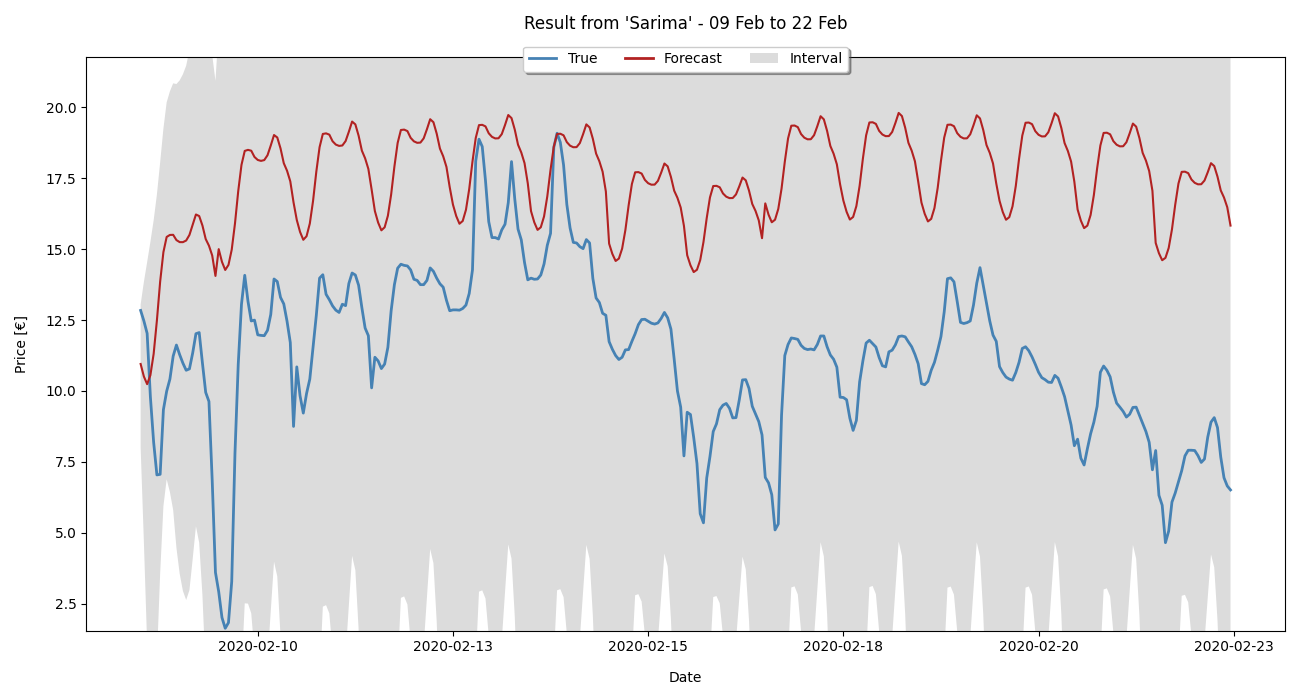 Result from 'Sarima' - 09 Feb to 22 Feb
True Forecast Interval
Price [€]
20.0
17.5
15.0
12.5
10.0
7.5
5.0
2.5
2020-02-10 2020-02-13 2020-02-15 2020-02-18 2020-02-20 2020-02-23
Date